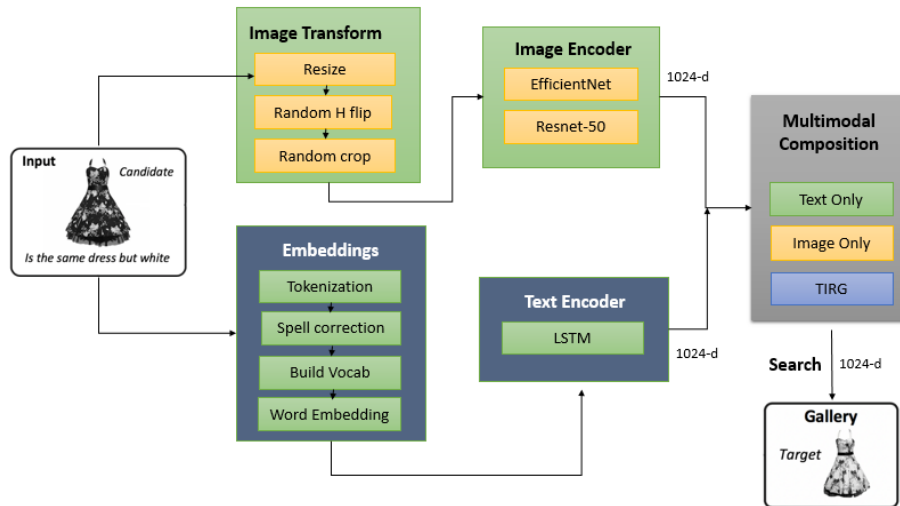 Input
Candidate
Is the same dress but white
Image Transform
Resize
Random H flip
Random crop
Embeddings
Tokenization
Spell correction
Build Vocab
Word Embedding
Image Encoder
EfficientNet
Resnet-50
1024-d
Text Encoder
LSTM
1024-d
Multimodal
Composition
Text Only
Image Only
TIRG
Search
1024-d
Gallery
Target